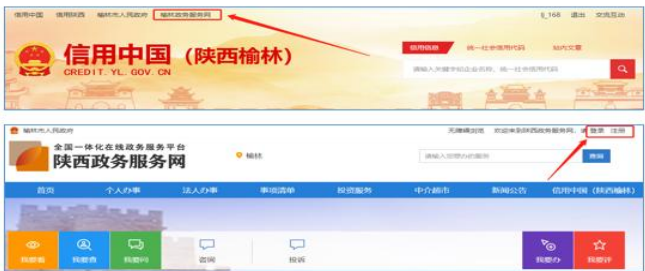 信用中国 信用陕西 榆林市人民政府 榆林政务服务网
166 退出 交流互动
信用中国(陕西榆林)
CREDIT. YL. GOV. CN
信用信息 统一社会信用代码 站内文章
请输入关键字如企业名称、统一社会信用代码
榆林市人民政府
无障碍浏览 欢迎来到陕西政务服务网, 请 登录 注册
全国一体化在线政务服务平台
陕西政务服务网
榆林
请输入您想办的服务
首页 个人办事 法人办事 事项清单 投资服务 中介超市 新闻公告 信用中国(陕西榆林)
我要看 我要查 我要问 咨询 投诉 我要办 我要评